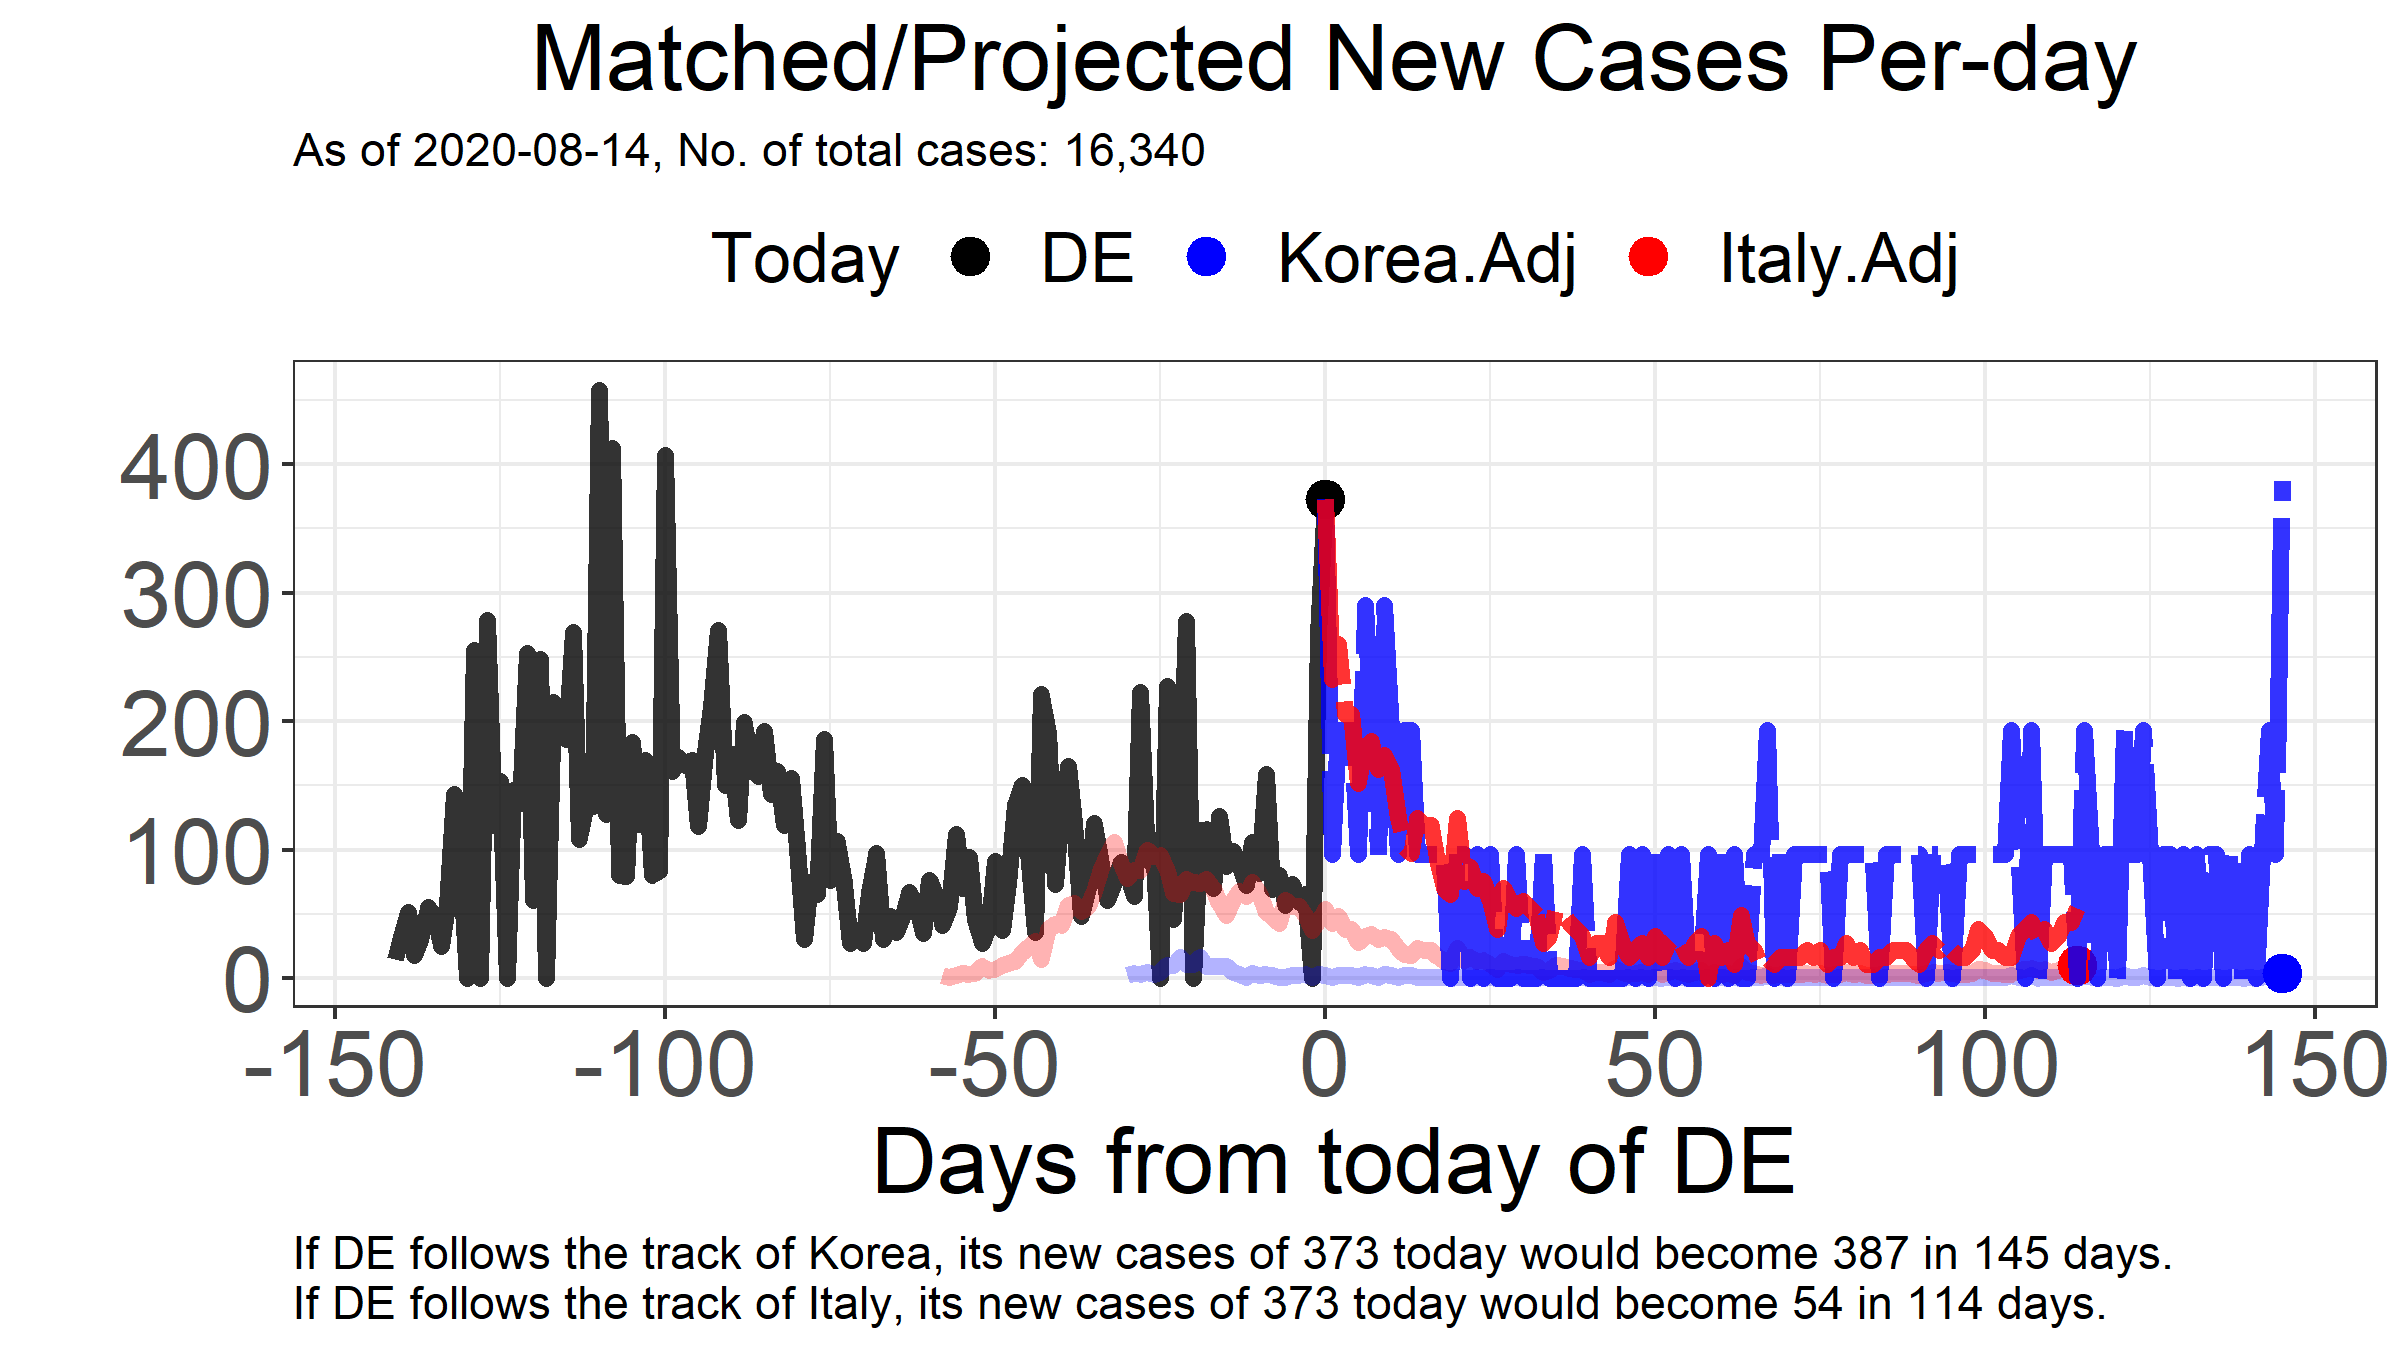 Matched/Projected New Cases Per-day
As of 2020-08-14, No. of total cases: 16,340
Today DE Korea.Adj Italy.Adj
400
300
200
100
0
-150 -100 -50 0 50 100 150
Days from today of DE
If DE follows the track of Korea, its new cases of 373 today would become 387 in 145 days.
If DE follows the track of Italy, its new cases of 373 today would become 54 in 114 days.